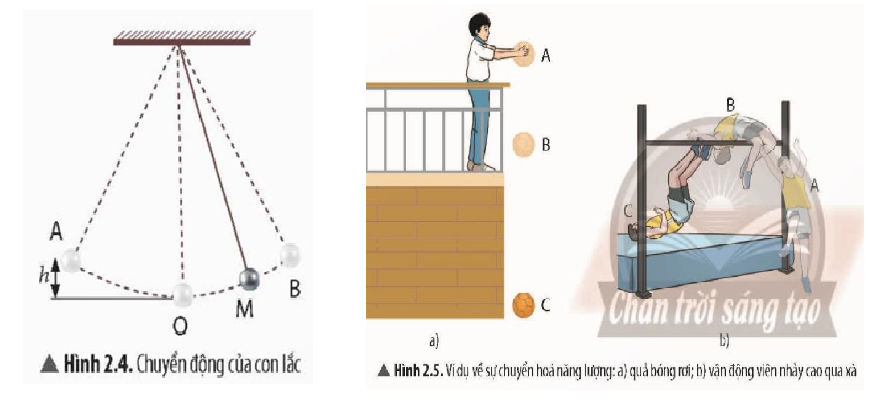 A
h
O
M
B
▲ Hình 2.4. Chuyển động của con lắc
A
B
C
a)
B
A
C
Chân trời sáng tạo
b)
▲ Hình 2.5. Ví dụ về sự chuyển hoá năng lượng: a) quả bóng rơi; b) vận động viên nhảy cao qua xà